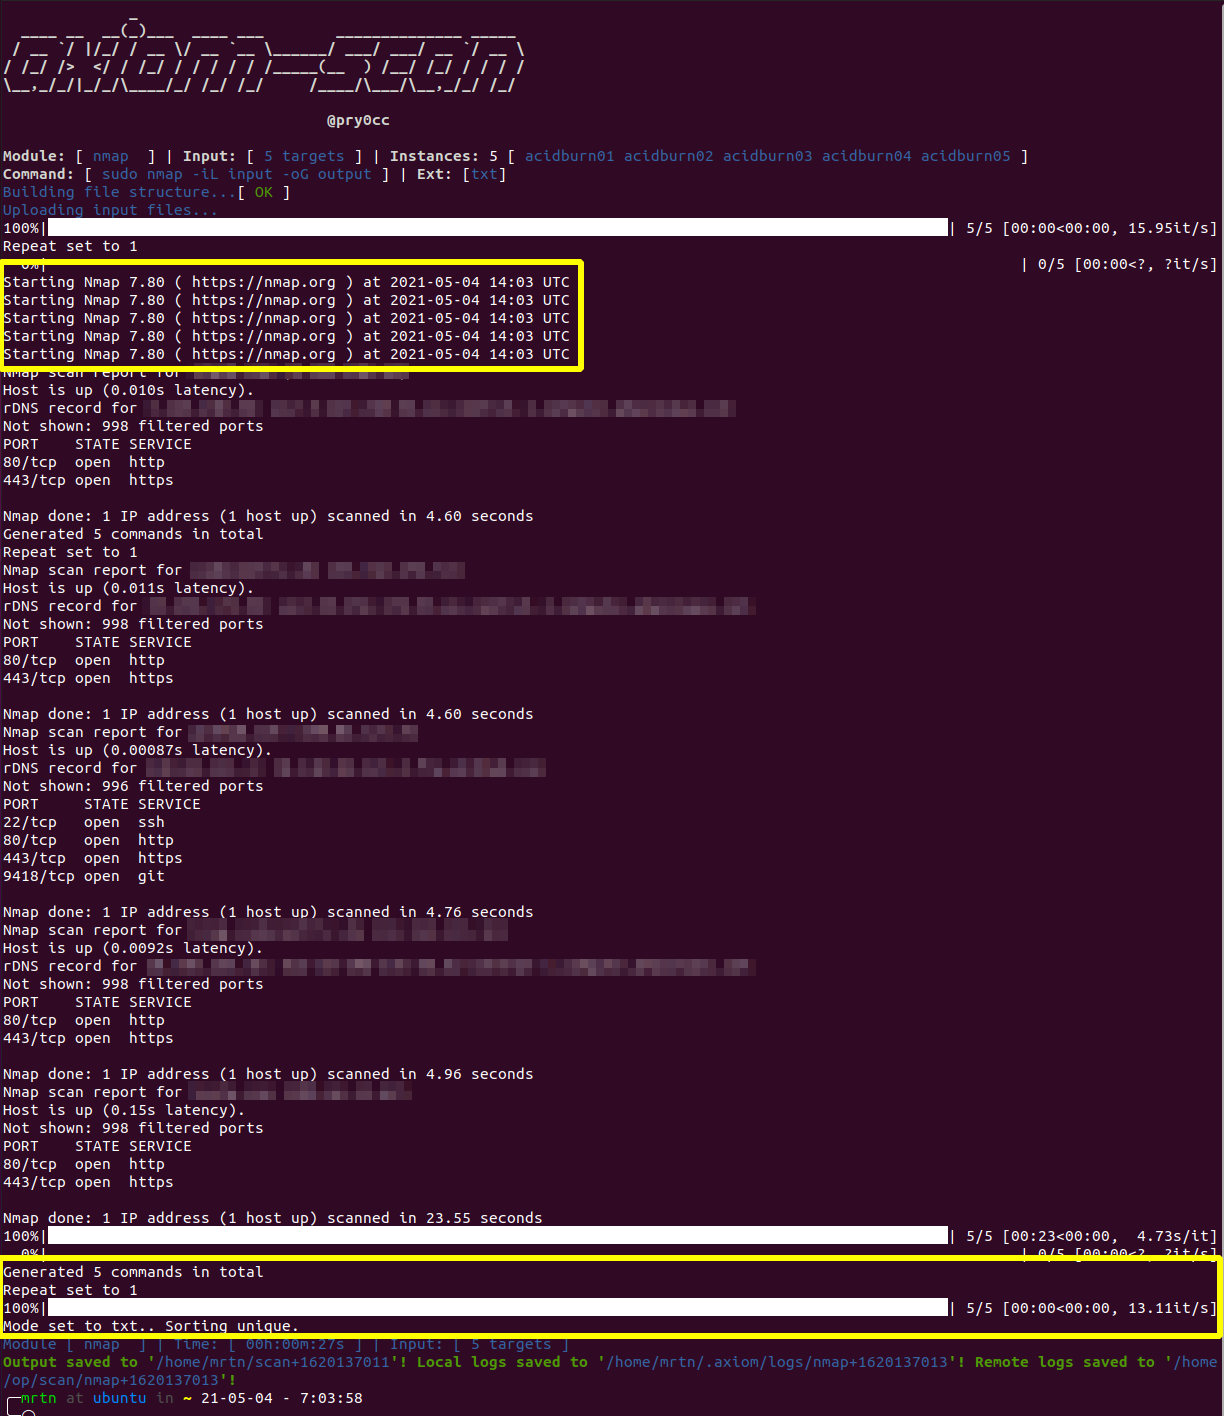 axiom-scan
@pry0cc
Module: [ nmap  ] | Input: [ 5 targets ] | Instances: 5 [ acidburn01 acidburn02 acidburn03 acidburn04 acidburn05 ]
Command: [ sudo nmap -iL input -oG output ] | Ext: [txt]
Building file structure...[ OK ]
Uploading input files...
100%| | 5/5 [00:00<00:00, 15.95it/s]
Repeat set to 1
0%| | 0/5 [00:00<?, ?it/s]
Starting Nmap 7.80 ( https://nmap.org ) at 2021-05-04 14:03 UTC
Starting Nmap 7.80 ( https://nmap.org ) at 2021-05-04 14:03 UTC
Starting Nmap 7.80 ( https://nmap.org ) at 2021-05-04 14:03 UTC
Starting Nmap 7.80 ( https://nmap.org ) at 2021-05-04 14:03 UTC
Starting Nmap 7.80 ( https://nmap.org ) at 2021-05-04 14:03 UTC
Nmap scan report for
Host is up (0.010s latency).
rDNS record for
Not shown: 998 filtered ports
PORT    STATE SERVICE
80/tcp  open  http
443/tcp open  https
Nmap done: 1 IP address (1 host up) scanned in 4.60 seconds
Generated 5 commands in total
Repeat set to 1
Nmap scan report for
Host is up (0.011s latency).
rDNS record for
Not shown: 998 filtered ports
PORT    STATE SERVICE
80/tcp  open  http
443/tcp open  https
Nmap done: 1 IP address (1 host up) scanned in 4.60 seconds
Nmap scan report for
Host is up (0.00087s latency).
rDNS record for
Not shown: 996 filtered ports
PORT     STATE SERVICE
22/tcp   open  ssh
80/tcp   open  http
443/tcp  open  https
9418/tcp open  git
Nmap done: 1 IP address (1 host up) scanned in 4.76 seconds
Nmap scan report for
Host is up (0.0092s latency).
rDNS record for
Not shown: 998 filtered ports
PORT    STATE SERVICE
80/tcp  open  http
443/tcp open  https
Nmap done: 1 IP address (1 host up) scanned in 4.96 seconds
Nmap scan report for
Host is up (0.15s latency).
Not shown: 998 filtered ports
PORT    STATE SERVICE
80/tcp  open  http
443/tcp open  https
Nmap done: 1 IP address (1 host up) scanned in 23.55 seconds
100%| | 5/5 [00:23<00:00,  4.73s/it]
0%| | 0/5 [00:00<?, ?it/s]
Generated 5 commands in total
Repeat set to 1
100%| | 5/5 [00:00<00:00, 13.11it/s]
Mode set to txt.. Sorting unique.
Module [ nmap  ] | Time: [ 00h:00m:27s ] | Input: [ 5 targets ]
Output saved to '/home/mrtn/scan+1620137011'! Local logs saved to '/home/mrtn/.axiom/logs/nmap+1620137013'! Remote logs saved to '/home
/op/scan/nmap+1620137013'!
mrtn at ubuntu in ~ 21-05-04 - 7:03:58